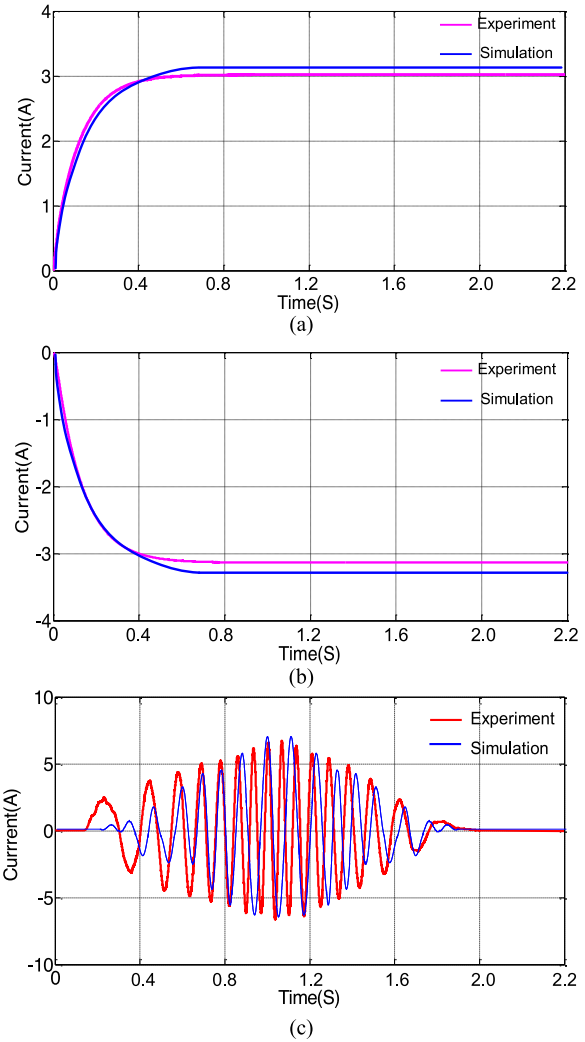 4
Experiment
Simulation
3
Current(A)
2
1
0
0 0.4 0.8 1.2 1.6 2.0 2.2
Time(S)
(a)
0
Experiment
Simulation
-1
Current(A)
-2
-3
-4
0 0.4 0.8 1.2 1.6 2.0 2.2
Time(S)
(b)
10
Experiment
Simulation
5
Currrent(A)
0
-5
-10
0 0.4 0.8 1.2 1.6 2.0 2.2
Time(S)
(c)